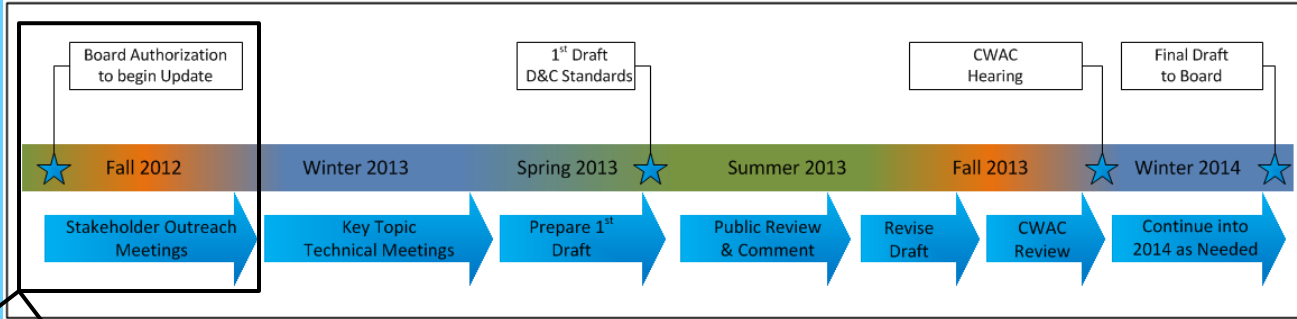 Board Authorization
to begin Update
1st Draft
D&C Standards
CWAC
Hearing
Final Draft
to Board
Fall 2012
Winter 2013
Spring 2013
Summer 2013
Fall 2013
Winter 2014
Stakeholder Outreach
Meetings
Key Topic
Technical Meetings
Prepare 1st
Draft
Public Review
& Comment
Revise
Draft
CWAC
Review
Continue into
2014 as Needed